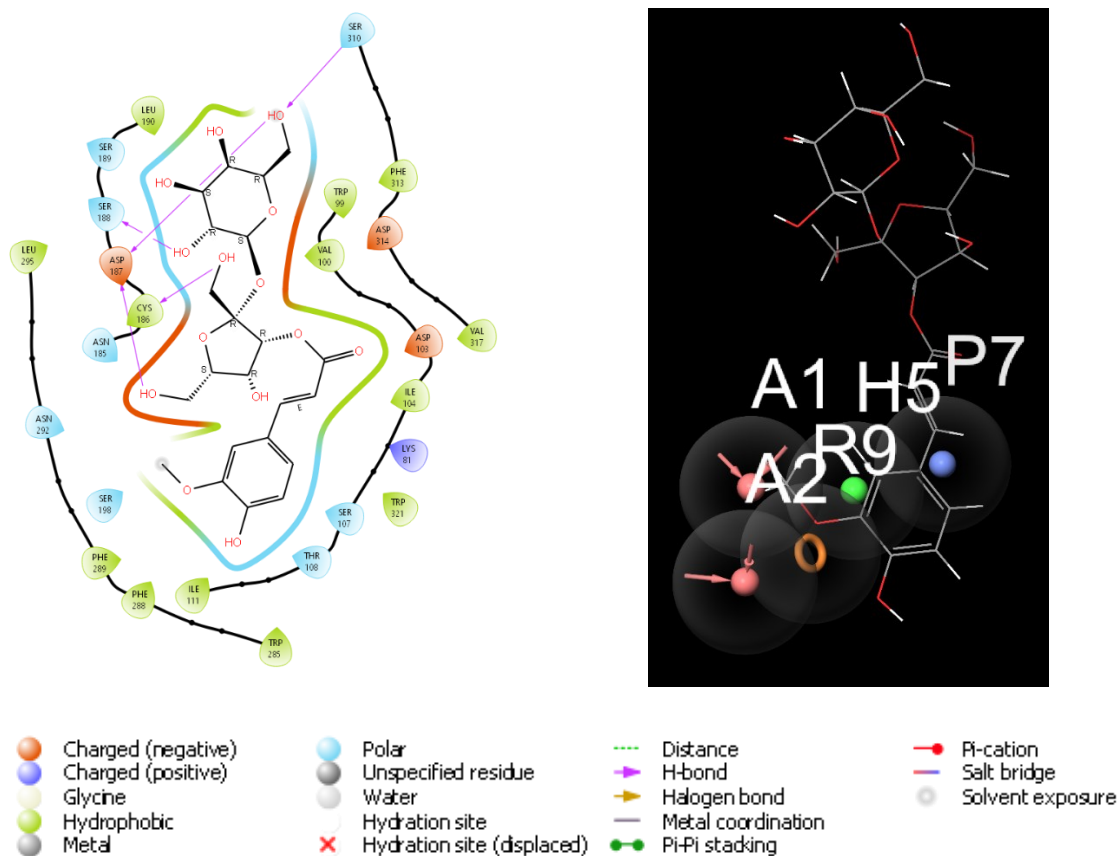 SER
310
LEU
190
SER
189
SER
188
ASP
187
CYS
186
ASN
185
LEU
295
ASN
292
SER
198
PHE
289
PHE
288
ILE
111
TRP
285
THR
108
SER
107
TRP
321
LYS
81
ILE
104
ASP
103
VAL
100
TRP
99
PHE
313
ASP
314
VAL
317
HO
HO
R
R
HO
S
O
R
S
HO
OH
O
R
R
O
O
O
S
R
HO
OH
E
O
HO
A1
H5
P7
A2
R9
Charged (negative)
Charged (positive)
Glycine
Hydrophobic
Metal
Polar
Unspecified residue
Water
Hydration site
Hydration site (displaced)
Distance
H-bond
Halogen bond
Metal coordination
Pi-Pi stacking
Pi-cation
Salt bridge
Solvent exposure